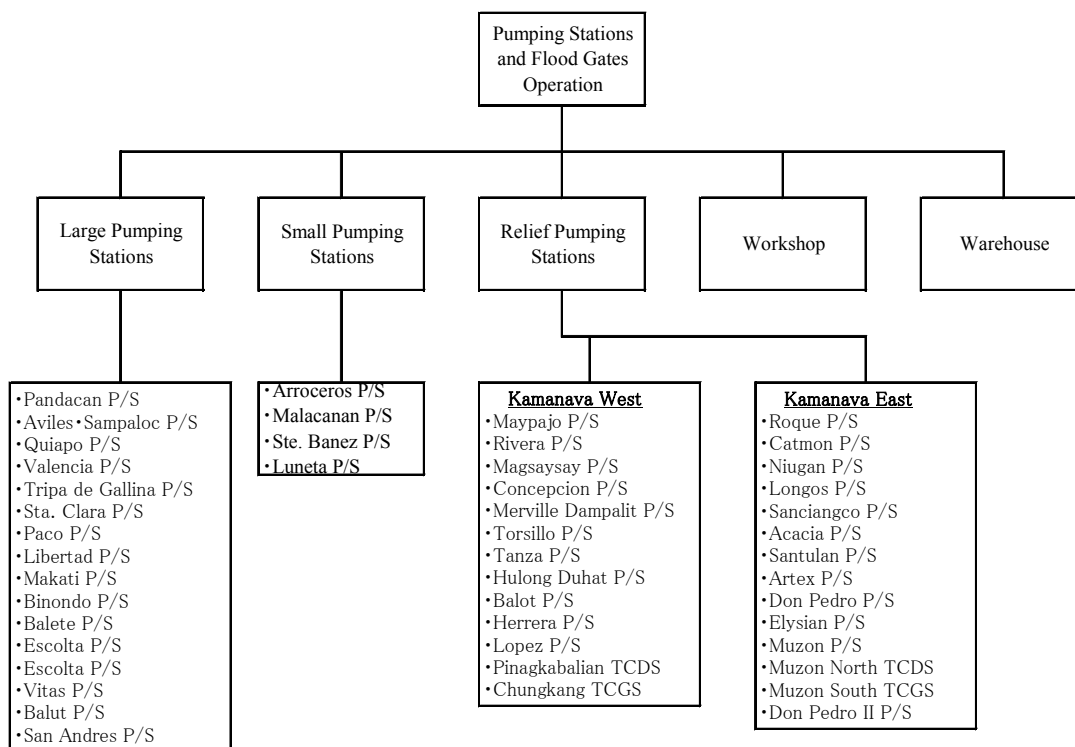 Pumping Stations
and Flood Gates
Operation
Large Pumping
Stations
Small Pumping
Stations
Relief Pumping
Stations
Workshop
Warehouse
・Pandacan P/S
・Aviles・Sampaloc P/S
・Quiapo P/S
・Valencia P/S
・Tripa de Gallina P/S
・Sta. Clara P/S
・Paco P/S
・Libertad P/S
・Makati P/S
・Binondo P/S
・Balete P/S
・Escolta P/S
・Escolta P/S
・Vitas P/S
・Balut P/S
・San Andres P/S
・Arroceros P/S
・Malacanan P/S
・Ste. Banez P/S
・Luneta P/S
Kamanava West
・Maypajo P/S
・Rivera P/S
・Magsaysay P/S
・Concepcion P/S
・Merville Dampalit P/S
・Torsillo P/S
・Tanza P/S
・Hulong Duhat P/S
・Balot P/S
・Herrera P/S
・Lopez P/S
・Pinagkabalian TCDS
・Chungkang TCGS
Kamanava East
・Roque P/S
・Catmon P/S
・Niugan P/S
・Longos P/S
・Sanciangco P/S
・Acacia P/S
・Santulan P/S
・Artex P/S
・Don Pedro P/S
・Elysian P/S
・Muzon P/S
・Muzon North TCDS
・Muzon South TCGS
・Don Pedro II P/S